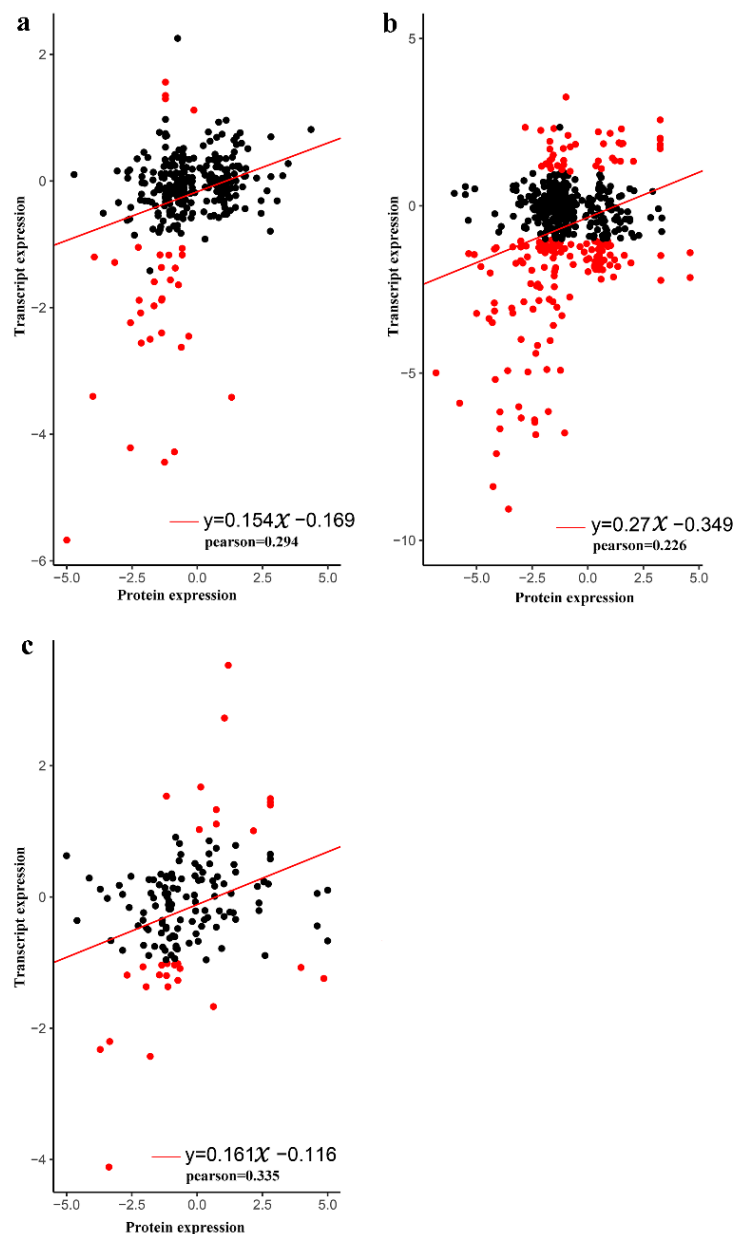 a
2
0
−2
−4
−6
Transcript expression
y=0.154x −0.169
pearson=0.294
−5.0 −2.5 0.0 2.5 5.0
Protein expression
b
5
0
−5
−10
Transcript expression
y=0.27x −0.349
pearson=0.226
−5.0 −2.5 0.0 2.5 5.0
Protein expression
c
2
0
−2
−4
Transcript expression
y=0.161x −0.116
pearson=0.335
−5.0 −2.5 0.0 2.5 5.0
Protein expression